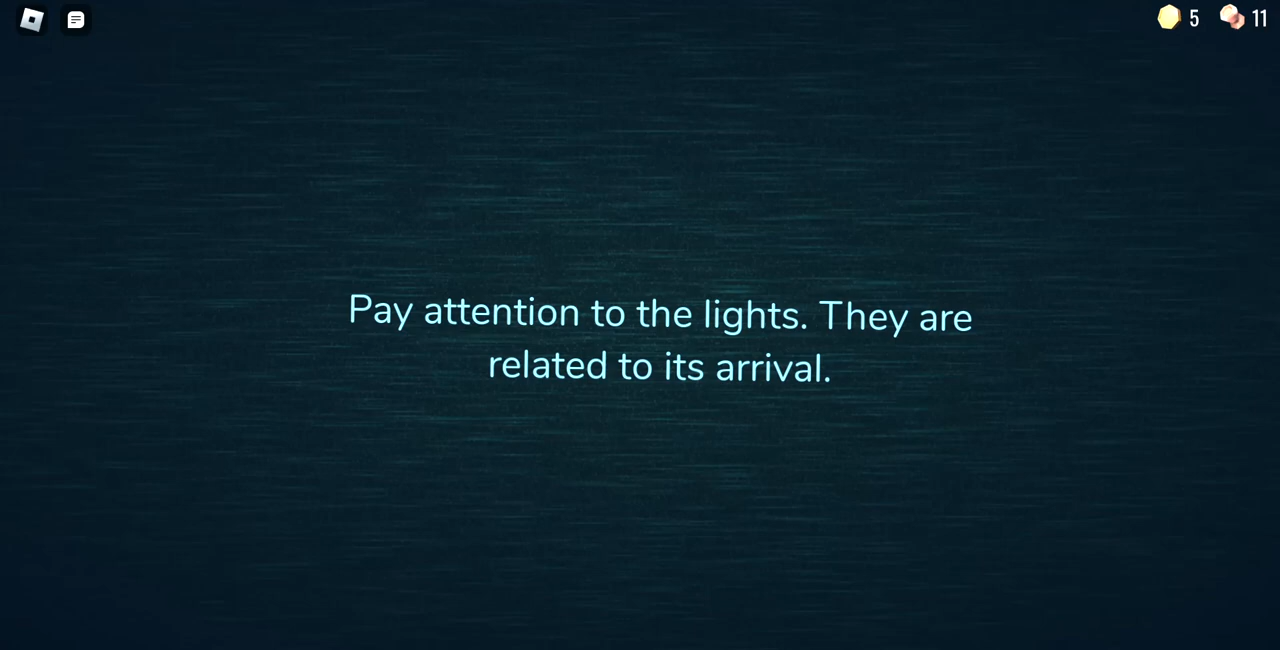 5 11
Pay attention to the lights. They are
related to its arrival.